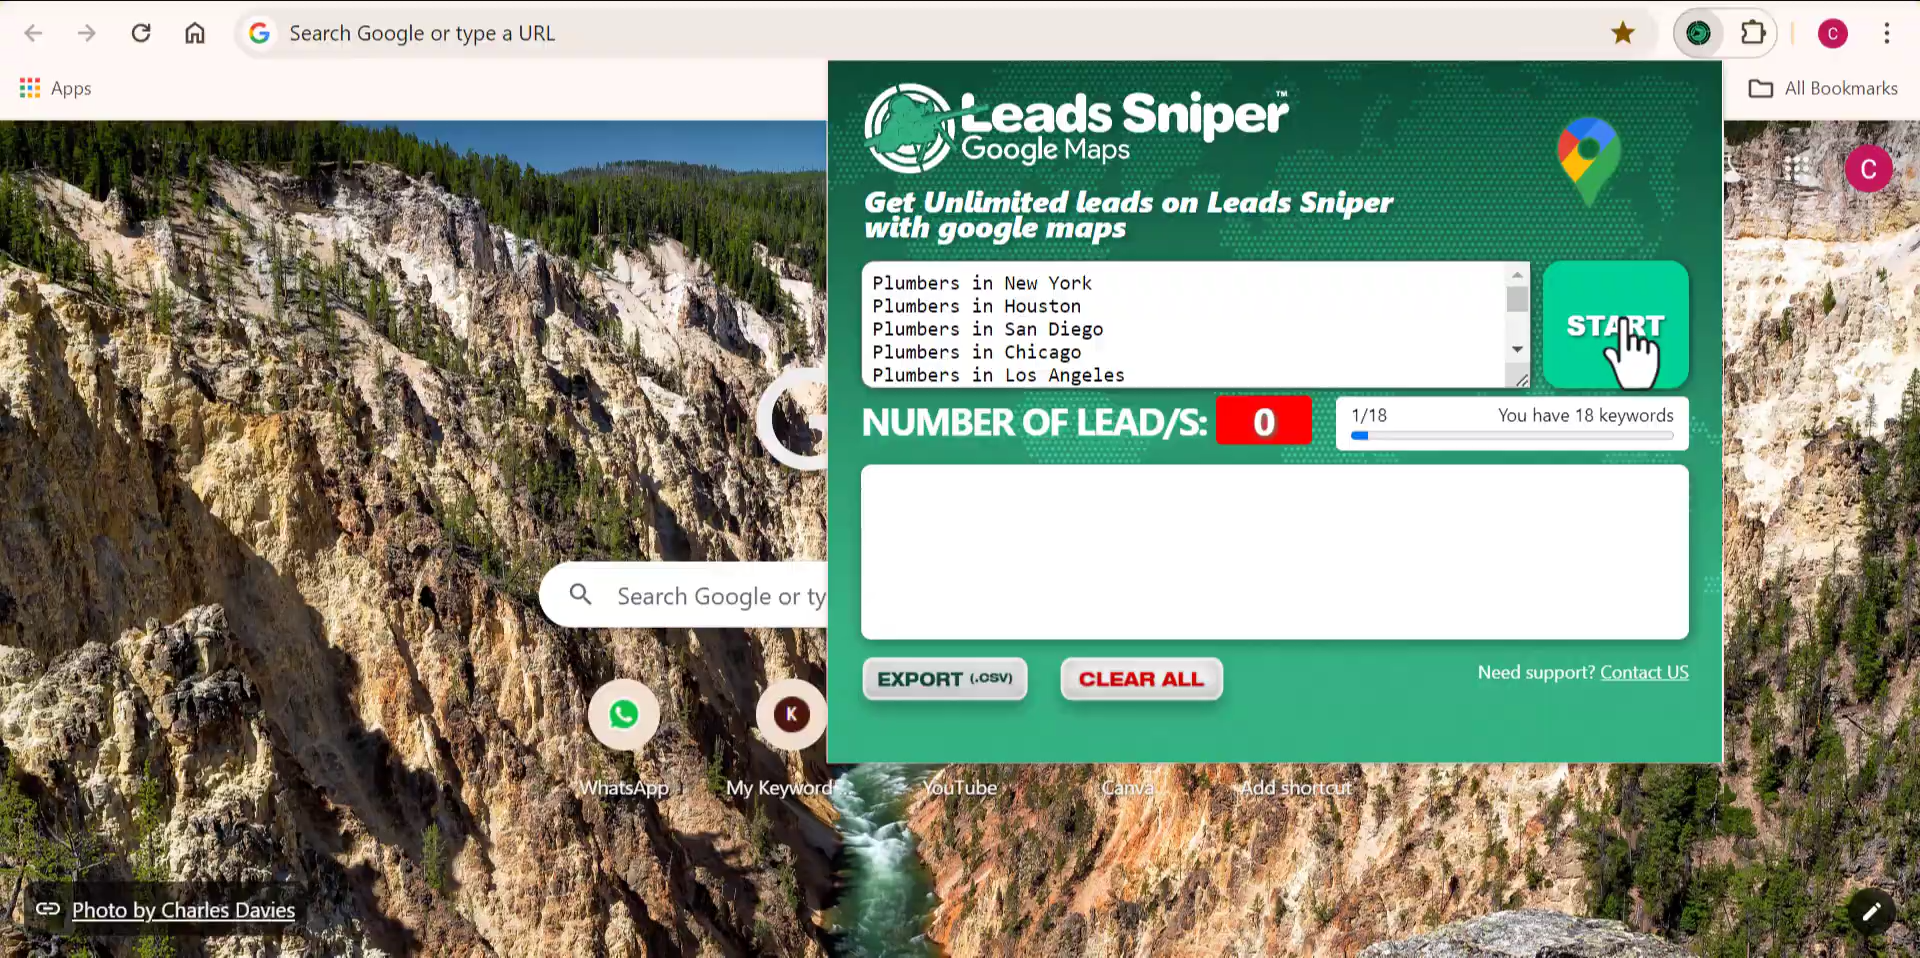 Search Google or type a URL
C
Apps
All Bookmarks
Leads Sniper™
Google Maps
C
Get Unlimited leads on Leads Sniper
with google maps
Plumbers in New York
Plumbers in Houston
Plumbers in San Diego
Plumbers in Chicago
Plumbers in Los Angeles
START
NUMBER OF LEAD/S: 0
1/18 You have 18 keywords
Search Google or ty
EXPORT (.CSV)
CLEAR ALL
Need support? Contact US
K
WhatsApp
My Keyword...
YouTube
Canva
Add shortcut
Photo by Charles Davies